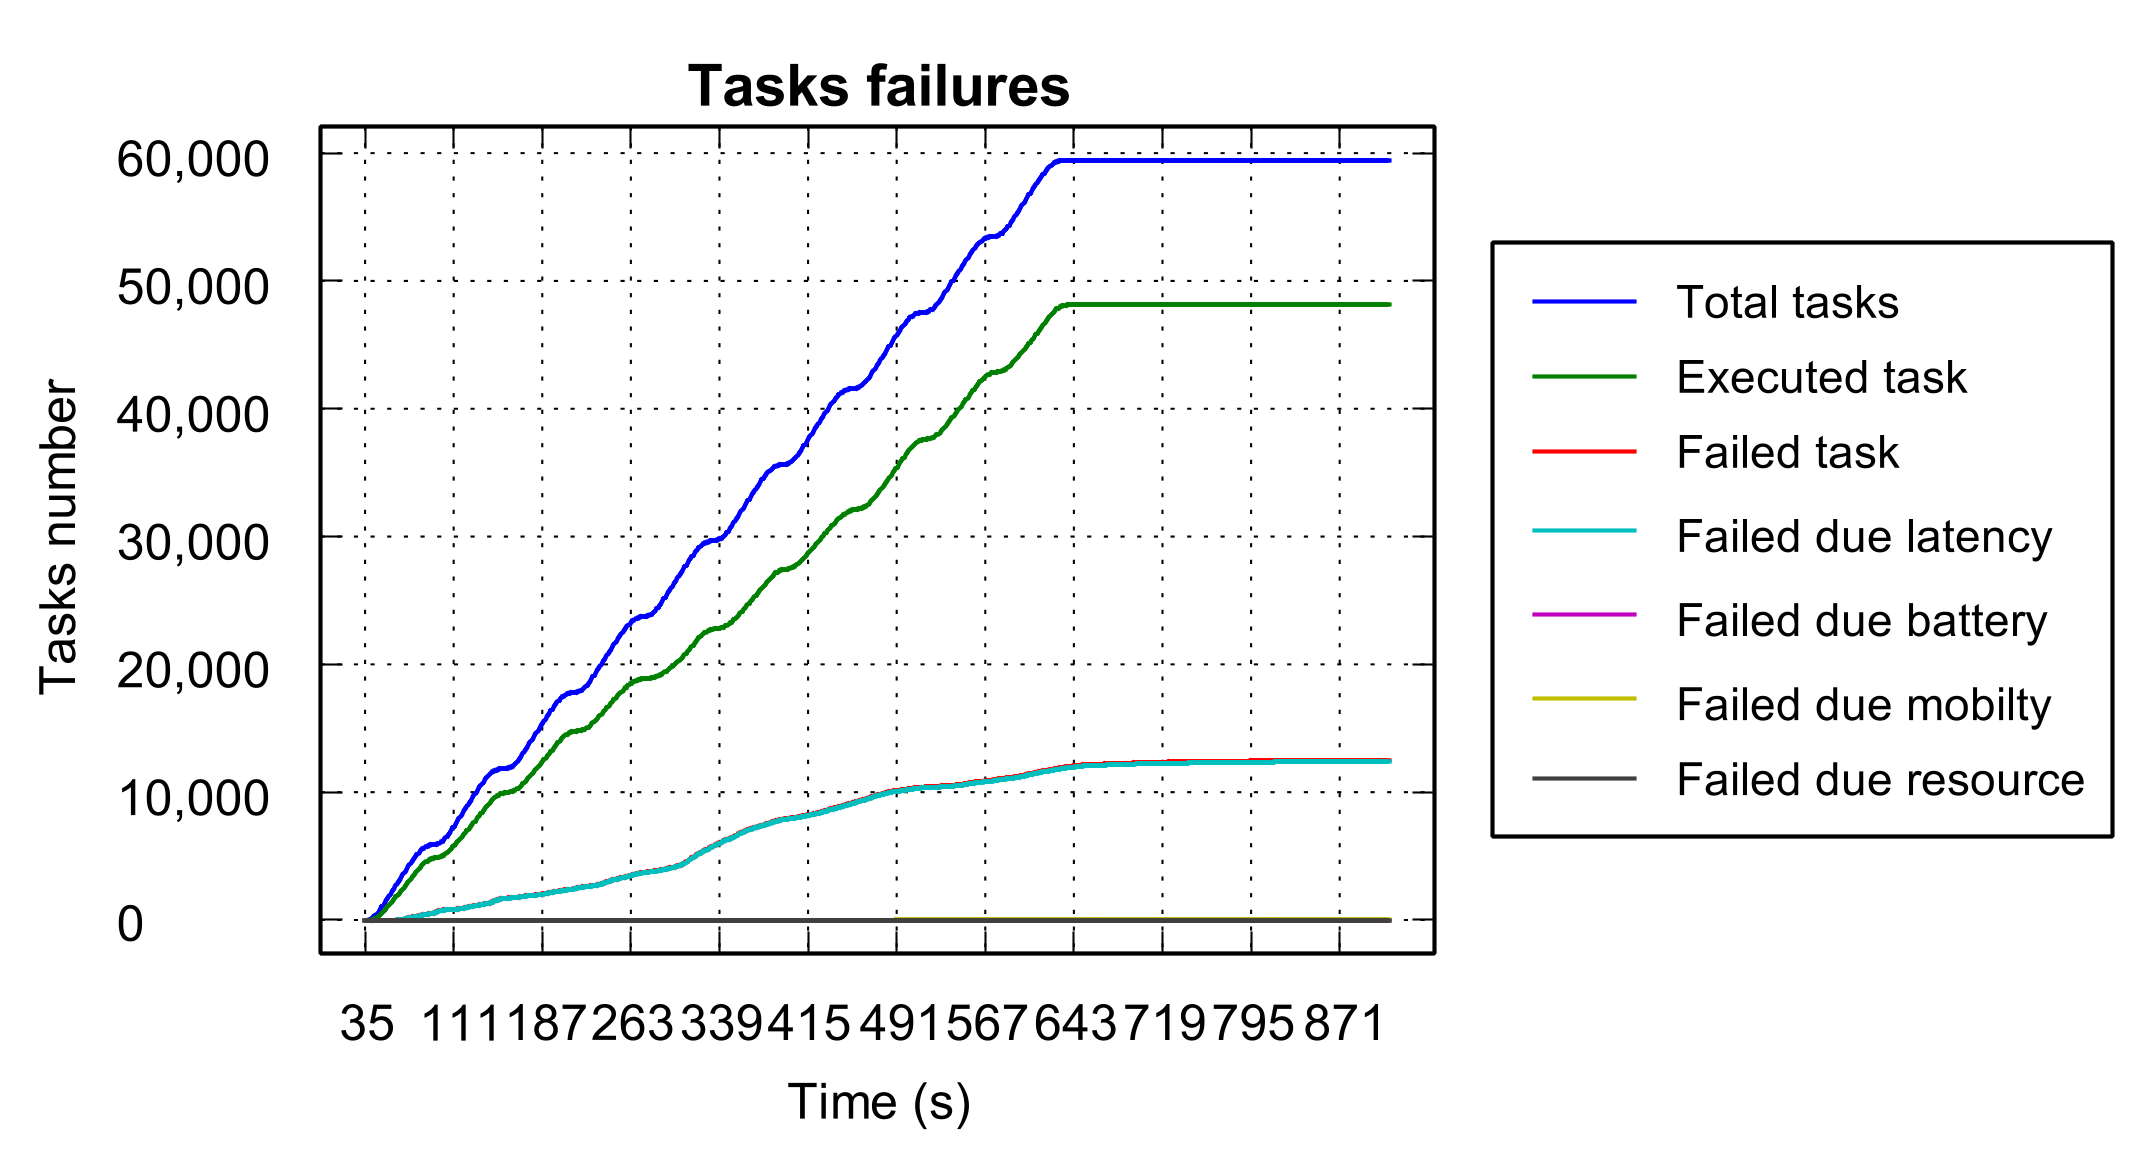 Tasks failures
60,000
50,000
40,000
30,000
20,000
10,000
0
Tasks number
35 111 187 263 339 415 491 567 643 719 795 871
Time (s)
Total tasks
Executed task
Failed task
Failed due latency
Failed due battery
Failed due mobilty
Failed due resource